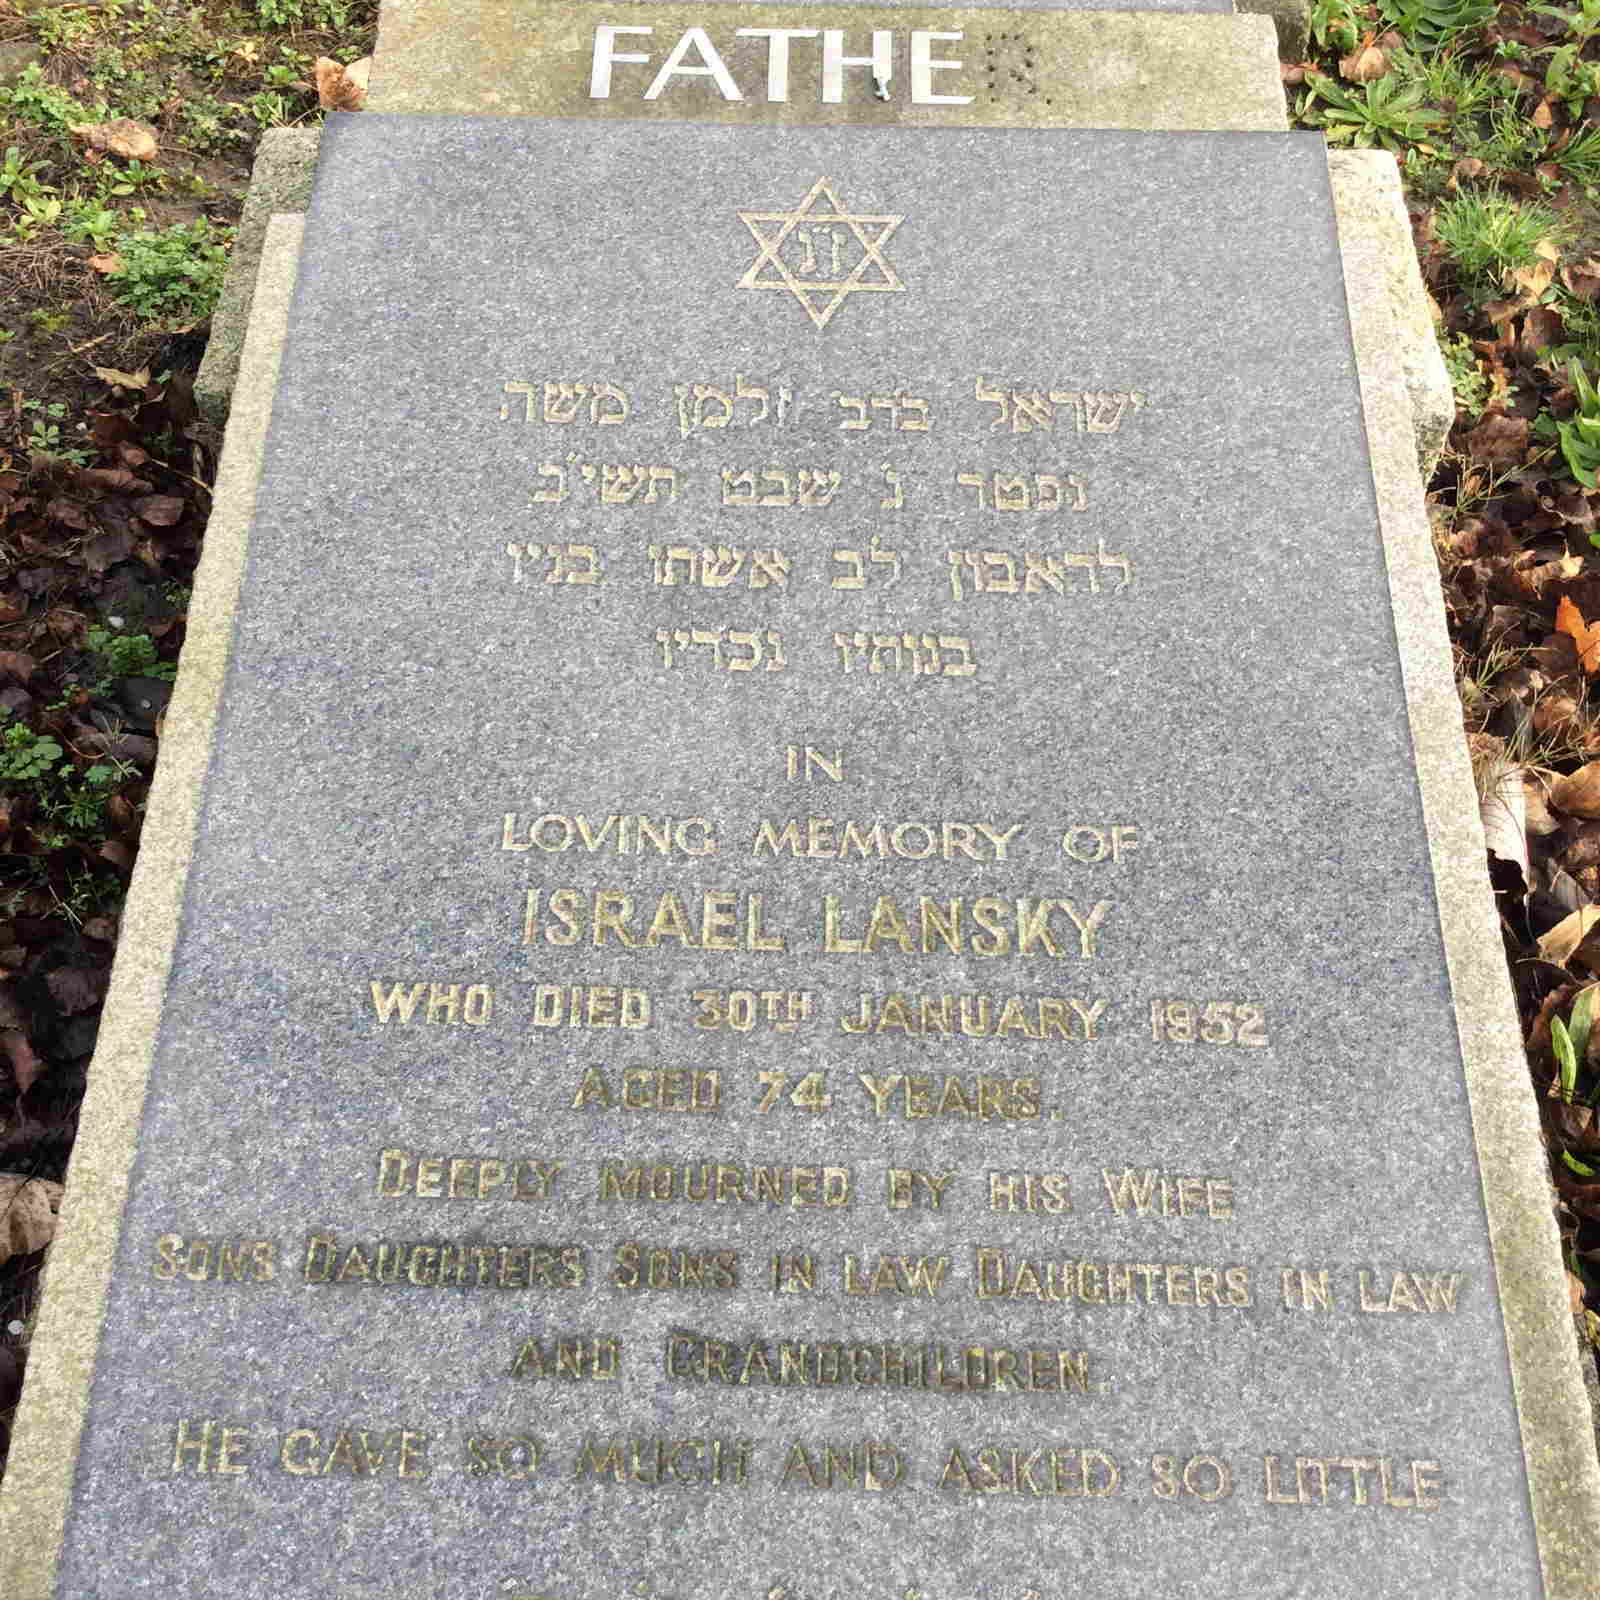 FATHE
נ״ז
ישראל בדבי זלמן משה
נפטר ג׳ שבט תשי״ב
לדאבון לב אשתו בניו
בנותיו נכדיו
IN
LOVING MEMORY OF
ISRAEL LANSKY
WHO DIED 30TH JANUARY 1952
AGED 74 YEARS.
DEEPLY MOURNED BY HIS WIFE
SONS DAUGHTERS SONS IN LAW DAUGHTERS IN LAW
AND GRANDCHILDREN
HE GAVE SO MUCH AND ASKED SO LITTLE